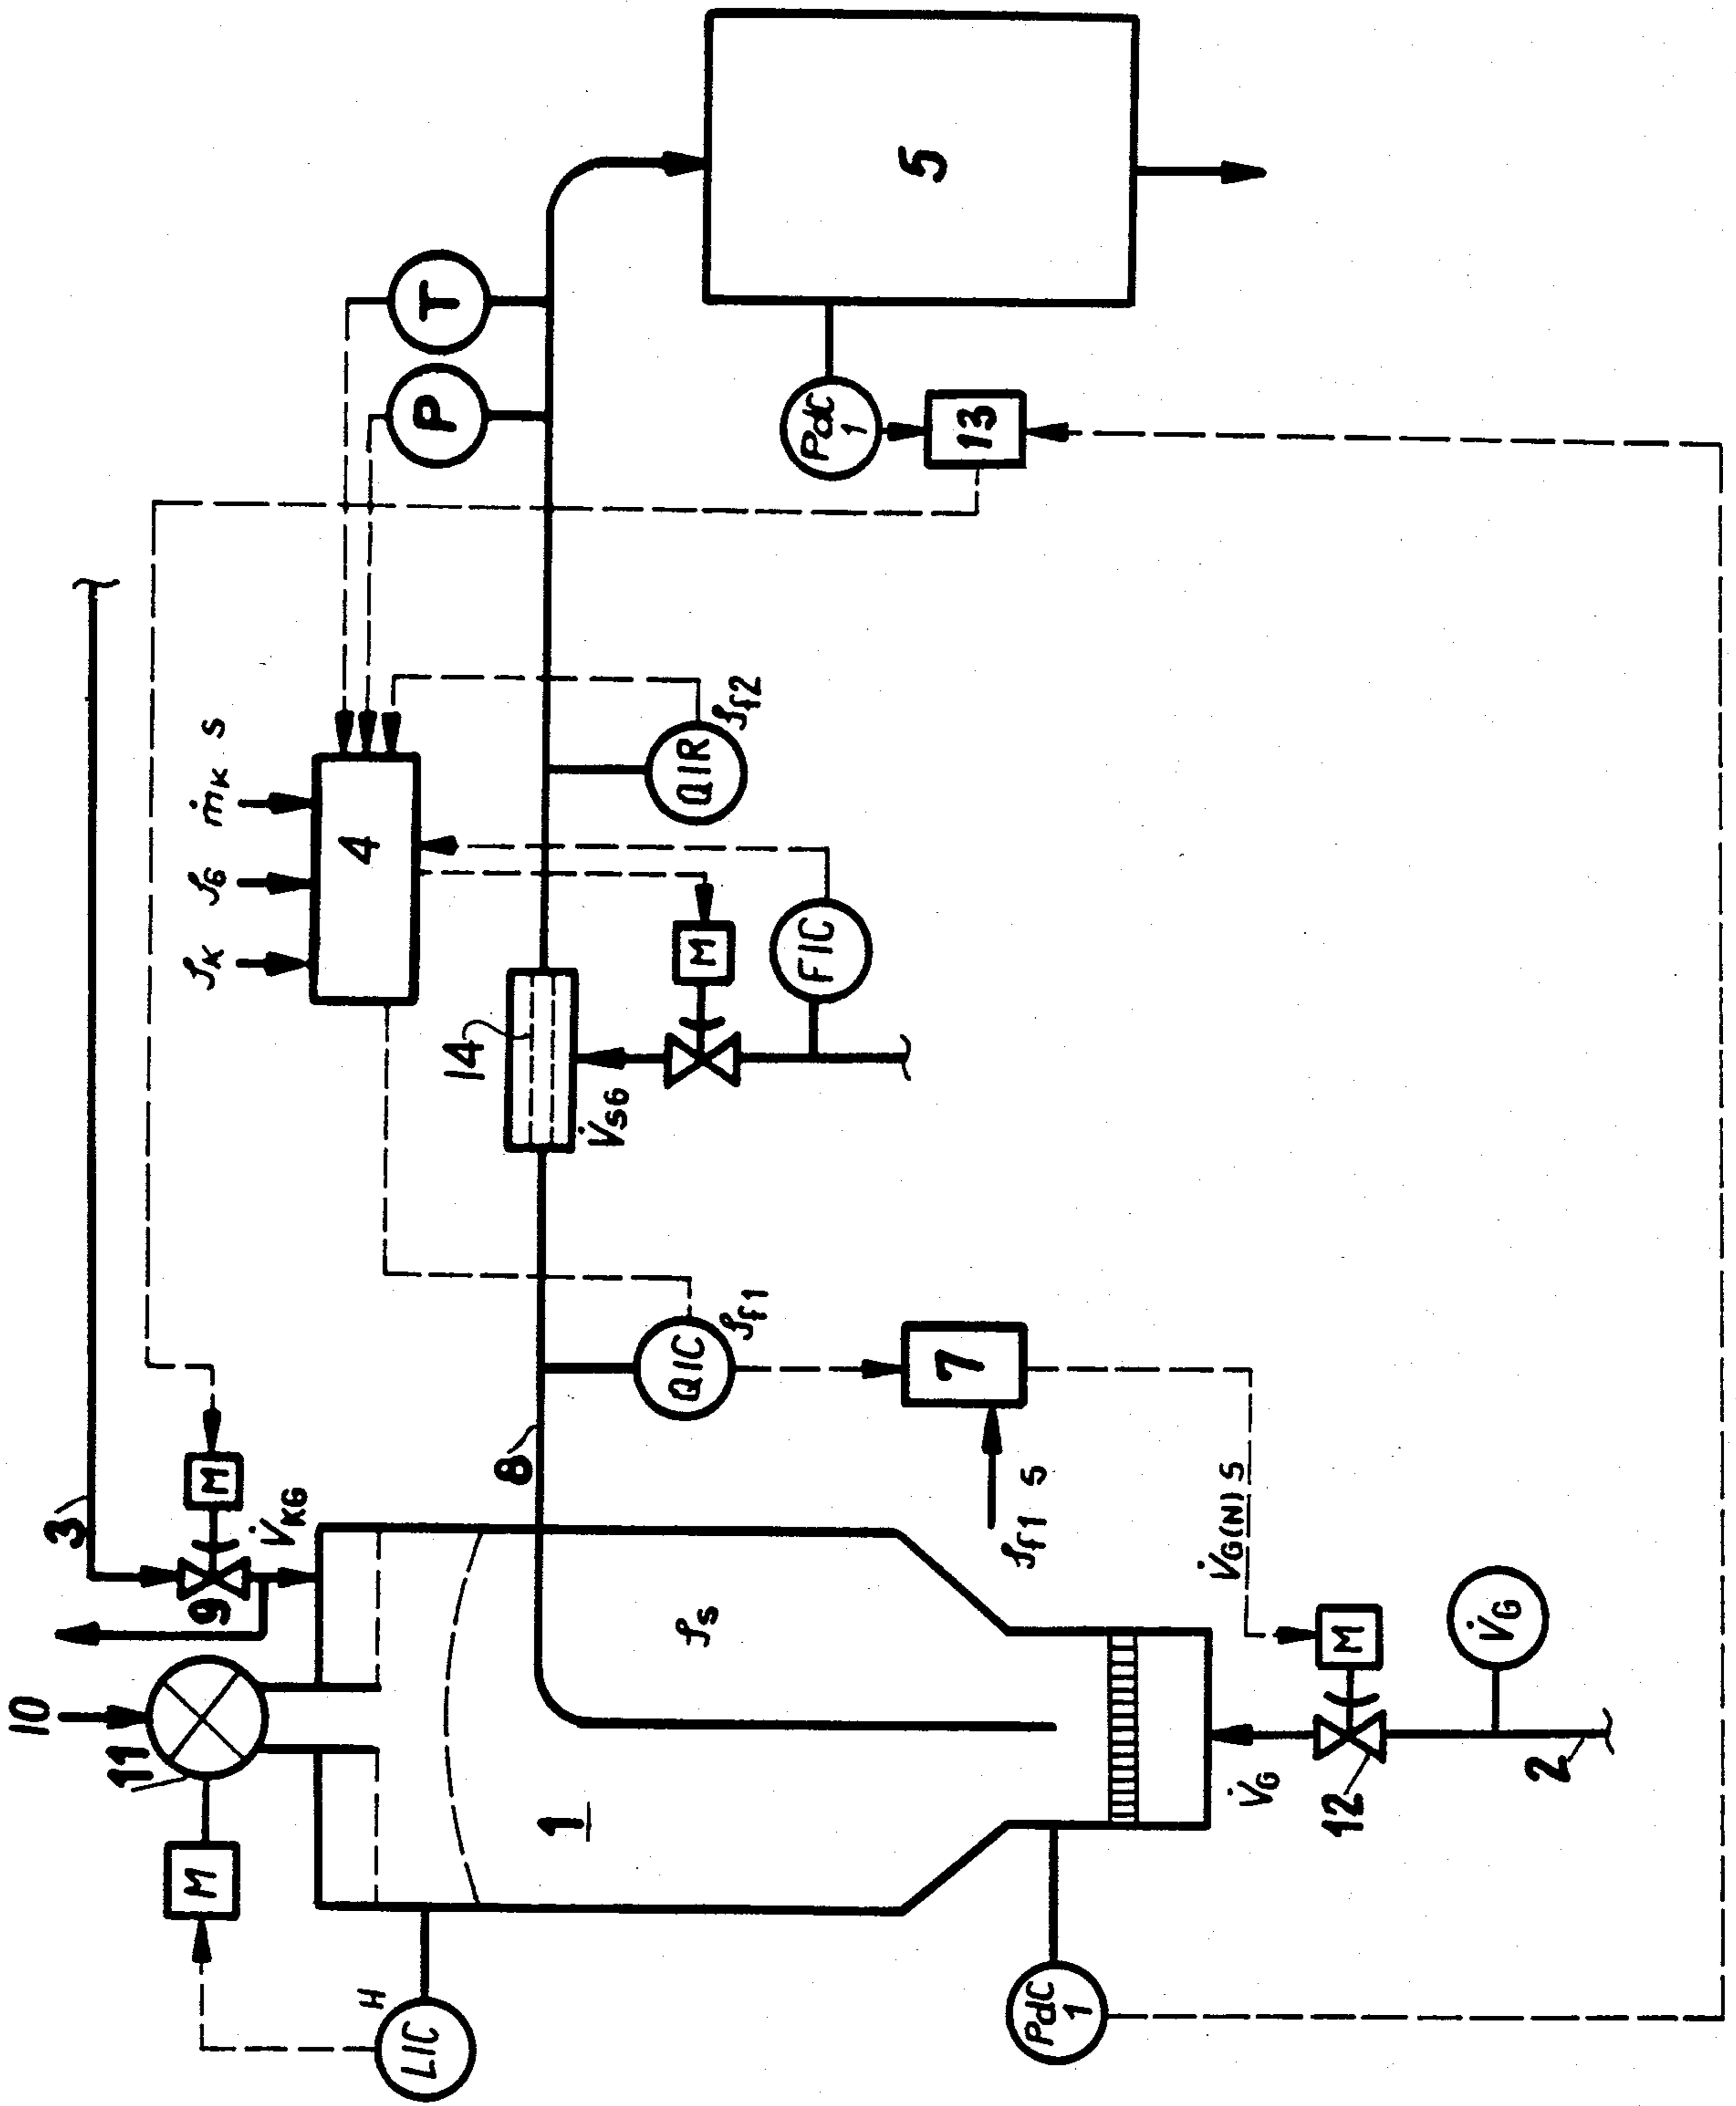 10
11
M
LIC
H
3
9
M
V̇KG
1
ϱs
8
QIC
ϱf1
7
ϱf1 s
V̇G(N) s
M
V̇G
V̇G
12
2
PdC
1
14
V̇SG
M
FIC
ϱK
ϱG
ṁK s
4
QIR
ϱf2
P
T
PdC
1
13
5